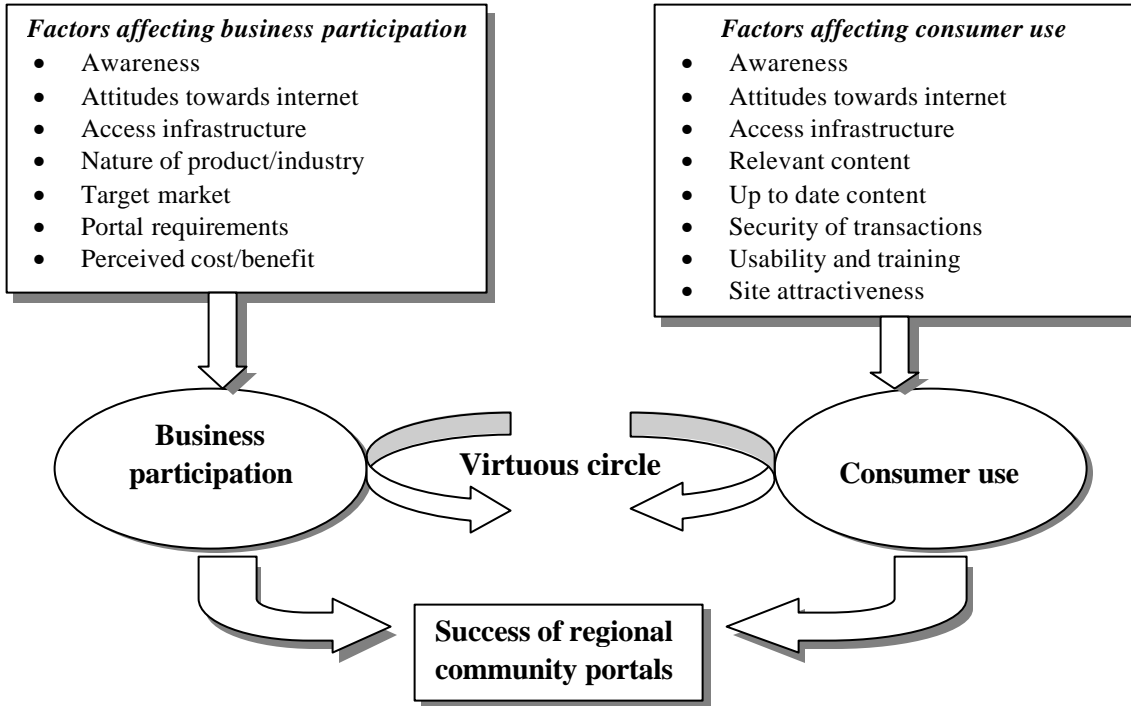 Factors affecting business participation
• Awareness
• Attitudes towards internet
• Access infrastructure
• Nature of product/industry
• Target market
• Portal requirements
• Perceived cost/benefit
Factors affecting consumer use
• Awareness
• Attitudes towards internet
• Access infrastructure
• Relevant content
• Up to date content
• Security of transactions
• Usability and training
• Site attractiveness
Business
participation
Virtuous circle
Consumer use
Success of regional
community portals